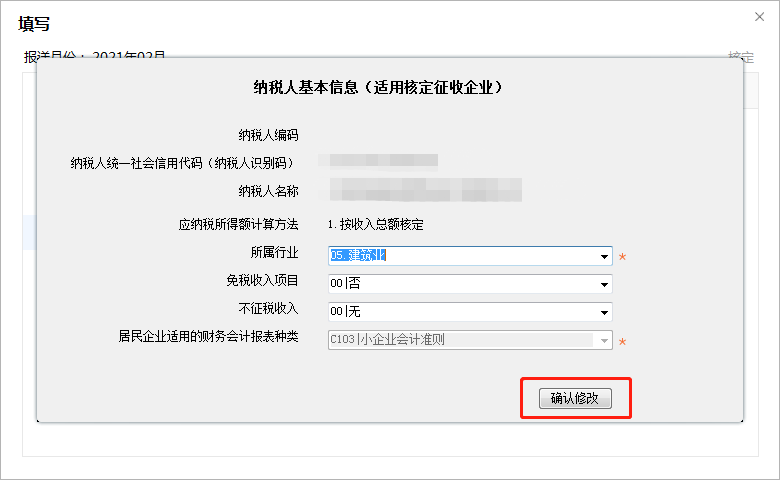 填写
报送月份： 2021年02月
核定
纳税人基本信息（适用核定征收企业）
纳税人编码
纳税人统一社会信用代码（纳税人识别码）
纳税人名称
应纳税所得额计算方法 1.按收入总额核定
所属行业 05.建筑业 *
免税收入项目 00|否
不征税收入 00|无
居民企业适用的财务会计报表种类 C103|小企业会计准则 *
确认修改